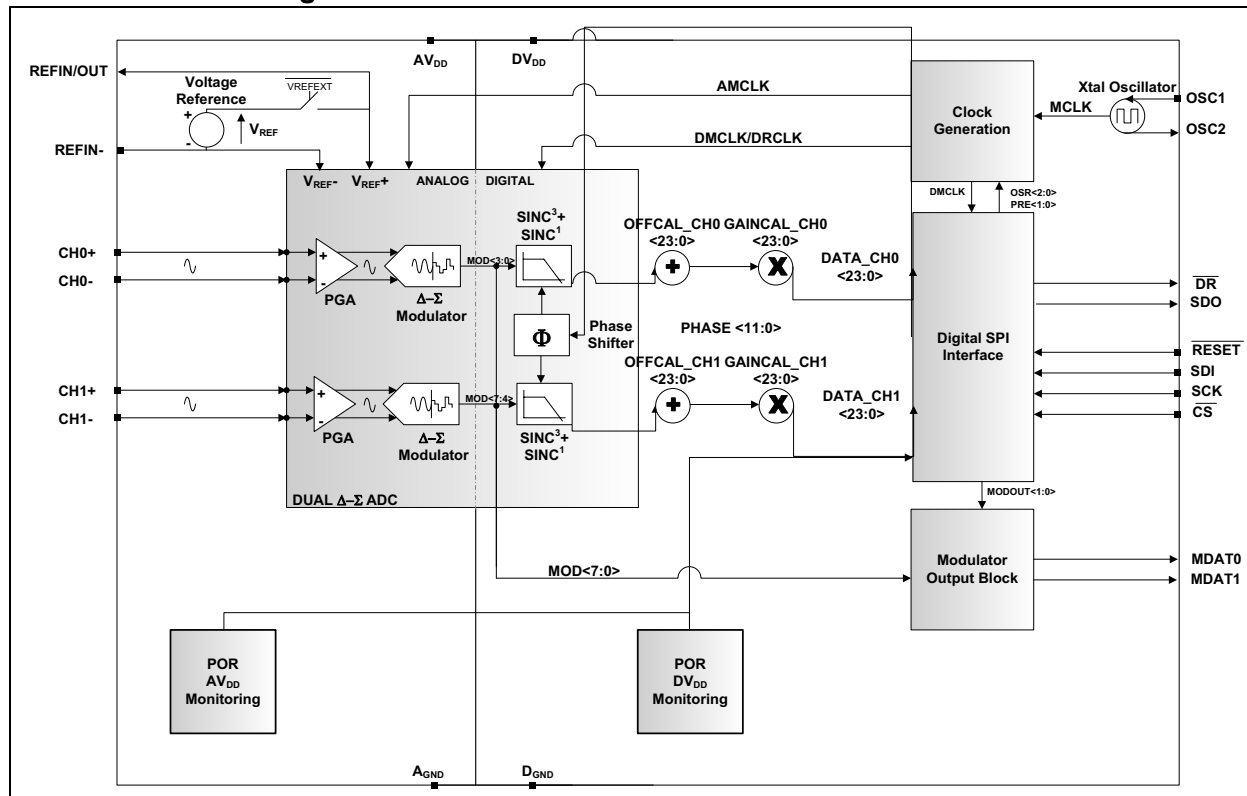 AVDD
DVDD
REFIN/OUT
Voltage
Reference
VREFEXT
+
-
VREF
REFIN-
AMCLK
DMCLK/DRCLK
Clock
Generation
MCLK
Xtal Oscillator
OSC1
OSC2
VREF-
VREF+
ANALOG
DIGITAL
DMCLK
OSR<2:0>
PRE<1:0>
CH0+
CH0-
+
-
PGA
Δ–Σ
Modulator
MOD<3:0>
SINC3+
SINC1
OFFCAL_CH0
<23:0>
GAINCAL_CH0
<23:0>
+
X
DATA_CH0
<23:0>
Φ
Phase
Shifter
PHASE <11:0>
Digital SPI
Interface
DR
SDO
RESET
SDI
SCK
CS
CH1+
CH1-
+
-
PGA
Δ–Σ
Modulator
MOD<7:4>
SINC3+
SINC1
OFFCAL_CH1
<23:0>
GAINCAL_CH1
<23:0>
+
X
DATA_CH1
<23:0>
DUAL Δ–Σ ADC
MODOUT<1:0>
MOD<7:0>
Modulator
Output Block
MDAT0
MDAT1
POR
AVDD
Monitoring
POR
DVDD
Monitoring
AGND
DGND